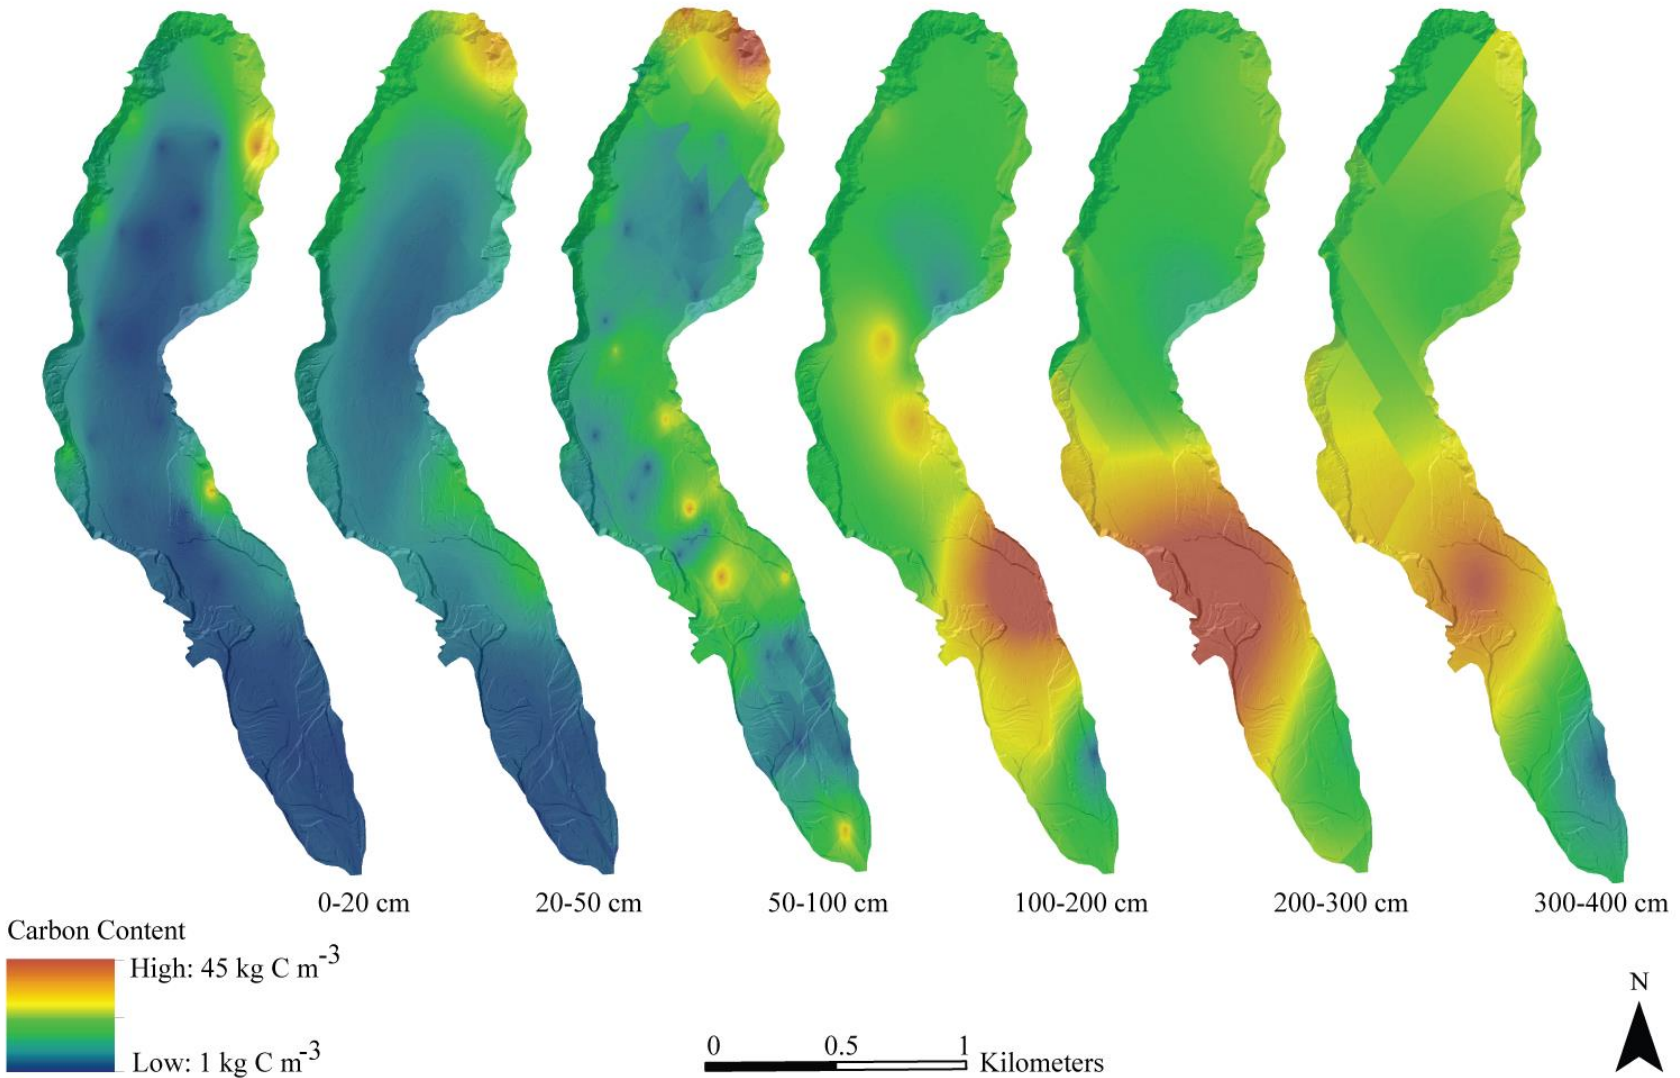 0-20 cm
20-50 cm
50-100 cm
100-200 cm
200-300 cm
300-400 cm
Carbon Content
High: 45 kg C m-3
Low: 1 kg C m-3
0 0.5 1
Kilometers
N